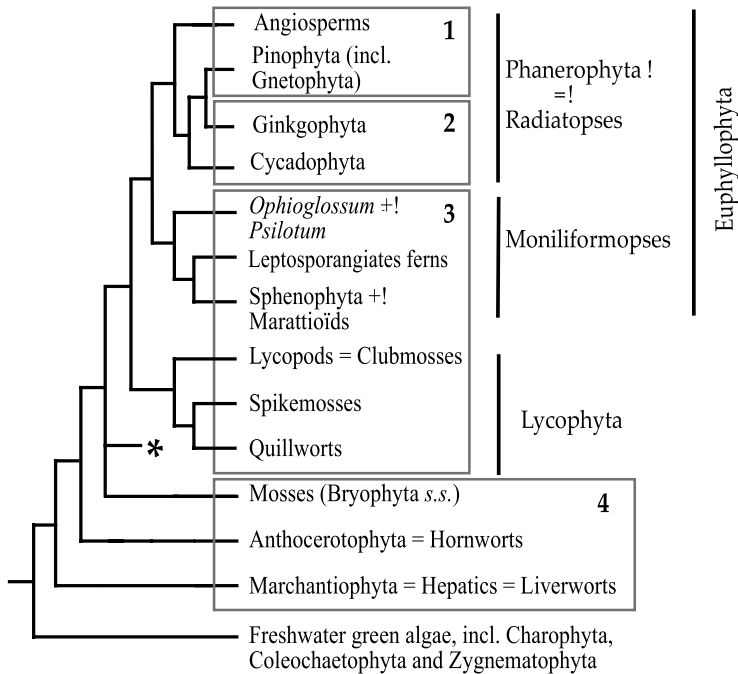 Angiosperms
1
Pinophyta (incl.
Gnetophyta)
Ginkgophyta
2
Cycadophyta
Phanerophyta !
=!
Radiatopses
Ophioglossum +!
Psilotum
3
Leptosporangiates ferns
Sphenophyta +!
Marattioïds
Moniliformopses
Euphyllophyta
Lycopods = Clubmosses
Spikemosses
Quillworts
Lycophyta
*
Mosses (Bryophyta s.s.)
4
Anthocerotophyta = Hornworts
Marchantiophyta = Hepatics = Liverworts
Freshwater green algae, incl. Charophyta,
Coleochaetophyta and Zygnematophyta